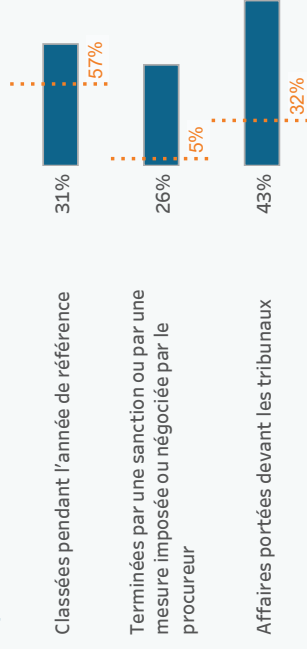 Classées pendant l'année de référence
31%
57%
Terminées par une sanction ou par une
mesure imposée ou négociée par le
procureur
26%
5%
Affaires portées devant les tribunaux
43%
32%